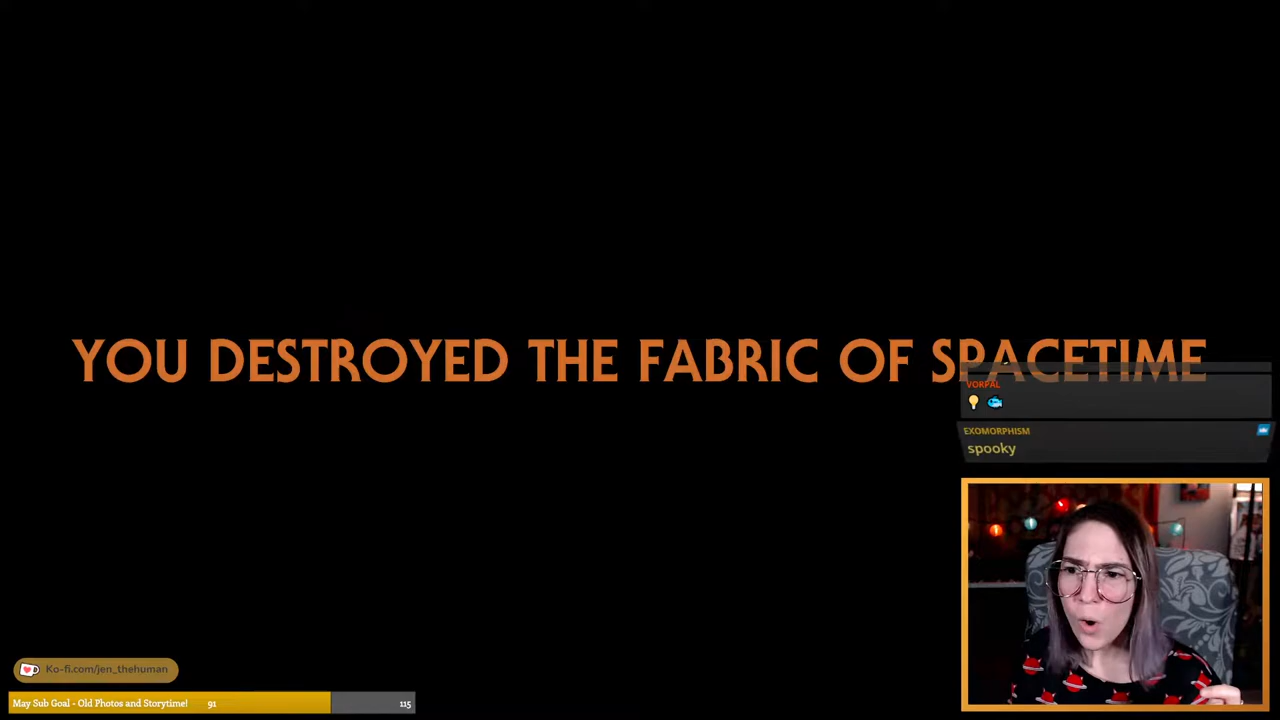 YOU DESTROYED THE FABRIC OF SPACETIME
VORPAL
EXOMORPHISM
spooky
Ko-fi.com/jen_thehuman
May Sub Goal - Old Photos and Storytime! 91 115